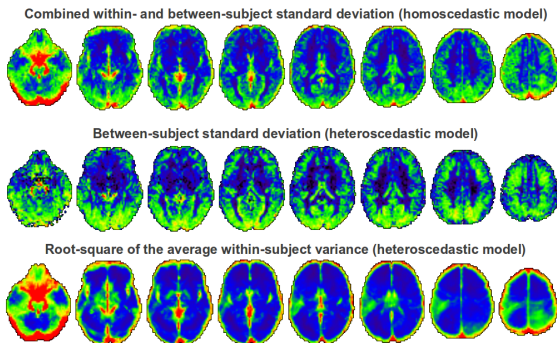 Combined within- and between-subject standard deviation (homoscedastic model)
Between-subject standard deviation (heteroscedastic model)
Root-square of the average within-subject variance (heteroscedastic model)